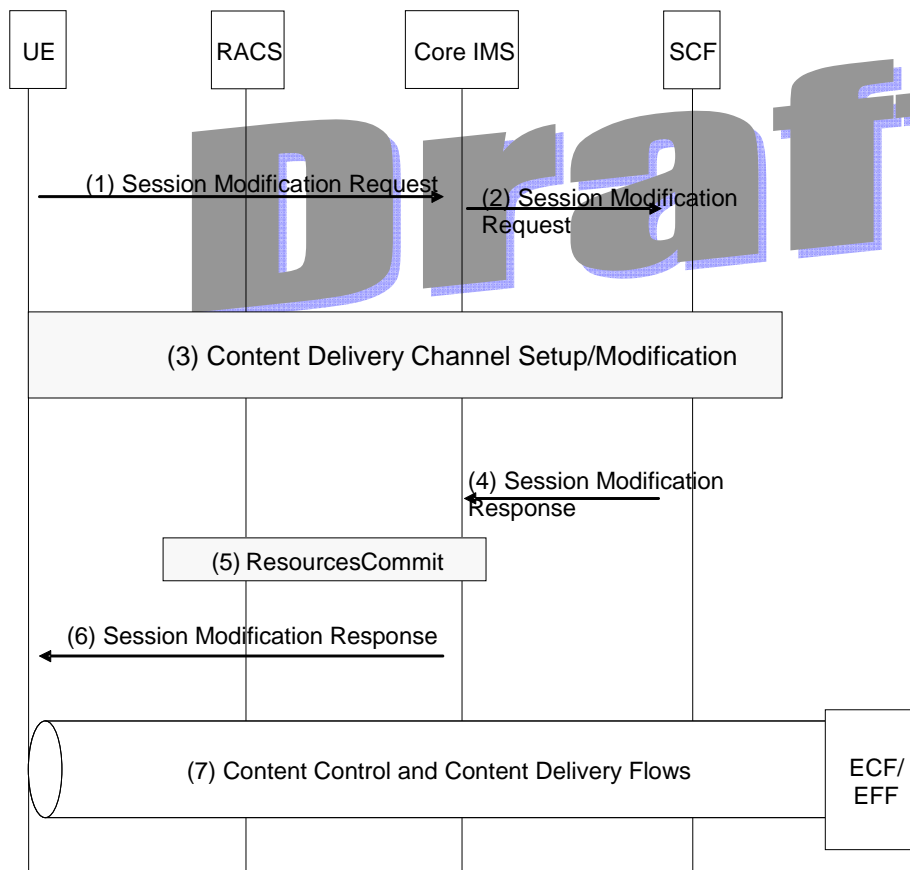 UE
RACS
Core IMS
SCF
Draf
(1) Session Modification Request
(2) Session Modification
Request
(3) Content Delivery Channel Setup/Modification
(4) Session Modification
Response
(5) ResourcesCommit
(6) Session Modification Response
(7) Content Control and Content Delivery Flows
ECF/
EFF